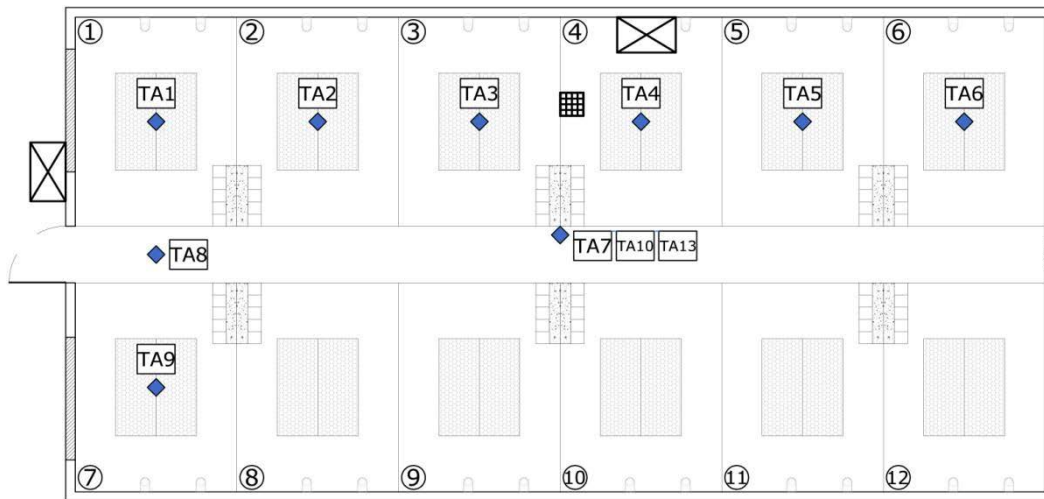 ① ② ③ ④ ⑤ ⑥
TA1 TA2 TA3 TA4 TA5 TA6
TA8 TA7 TA10 TA13
TA9
⑦ ⑧ ⑨ ⑩ ⑪ ⑫